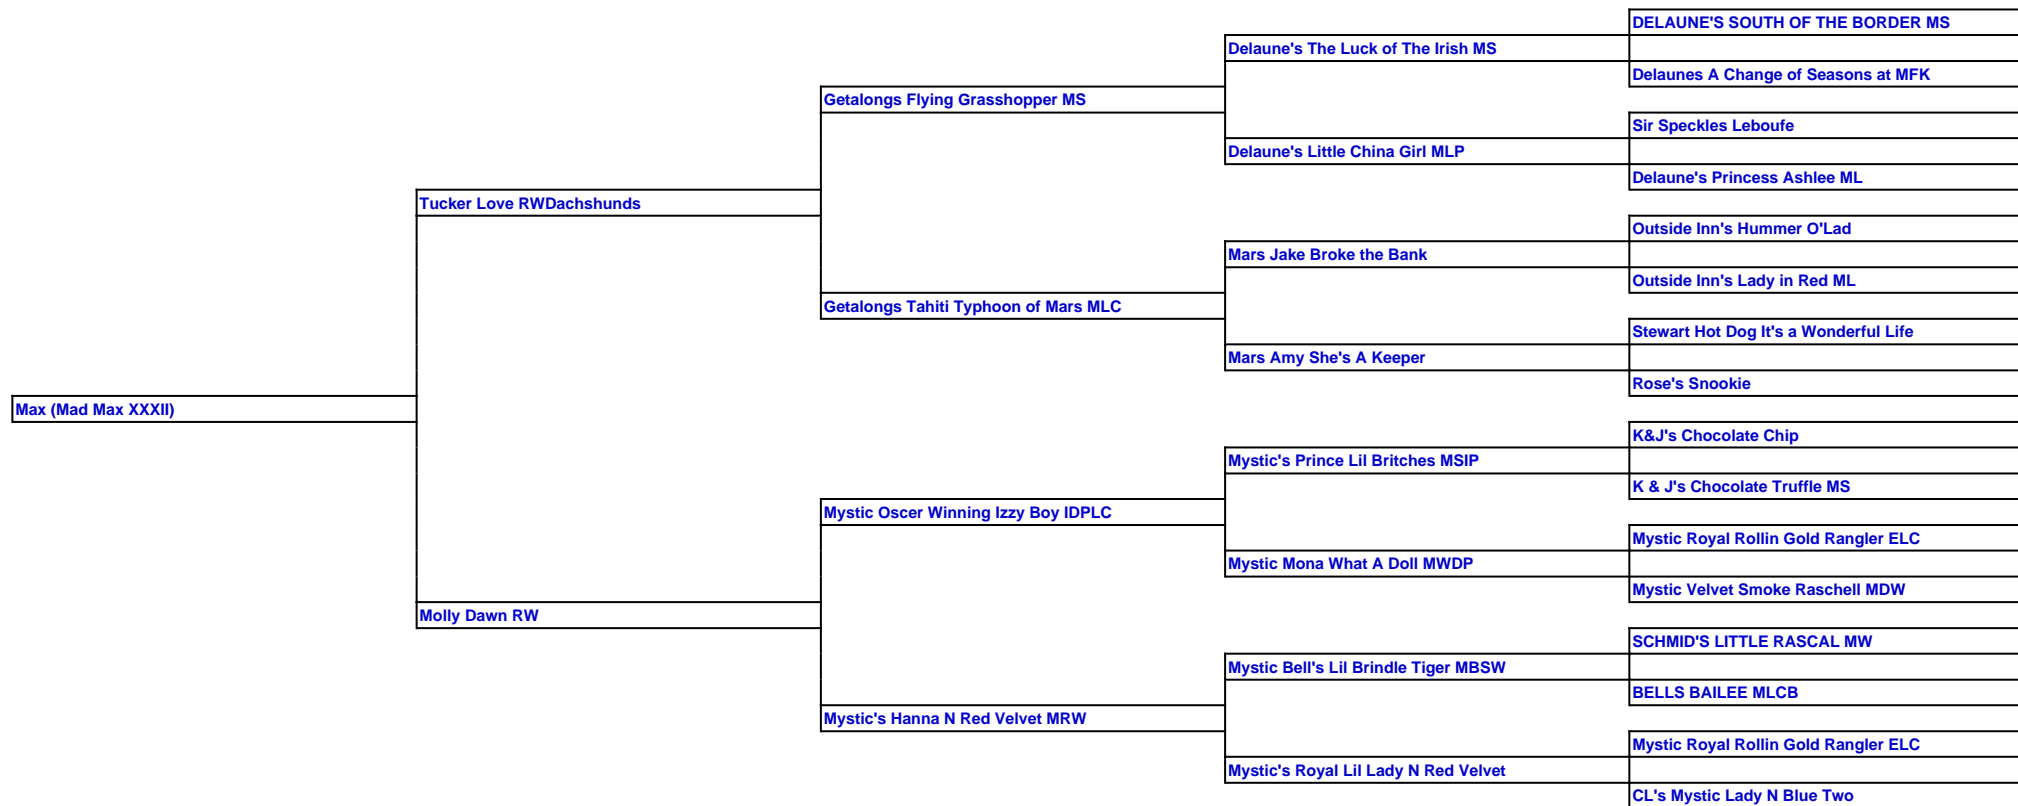 DELAUNE'S SOUTH OF THE BORDER MS
Delaune's The Luck of The Irish MS
Delaunes A Change of Seasons at MFK
Getalongs Flying Grasshopper MS
Sir Speckles Leboufe
Delaune's Little China Girl MLP
Delaune's Princess Ashlee ML
Tucker Love RWDachshunds
Outside Inn's Hummer O'Lad
Mars Jake Broke the Bank
Outside Inn's Lady in Red ML
Getalongs Tahiti Typhoon of Mars MLC
Stewart Hot Dog It's a Wonderful Life
Mars Amy She's A Keeper
Rose's Snookie
Max (Mad Max XXXII)
K&J's Chocolate Chip
Mystic's Prince Lil Britches MSIP
K & J's Chocolate Truffle MS
Mystic Oscer Winning Izzy Boy IDPLC
Mystic Royal Rollin Gold Rangler ELC
Mystic Mona What A Doll MWDP
Mystic Velvet Smoke Raschell MDW
Molly Dawn RW
SCHMID'S LITTLE RASCAL MW
Mystic Bell's Lil Brindle Tiger MBSW
BELLS BAILEE MLCB
Mystic's Hanna N Red Velvet MRW
Mystic Royal Rollin Gold Rangler ELC
Mystic's Royal Lil Lady N Red Velvet
CL's Mystic Lady N Blue Two